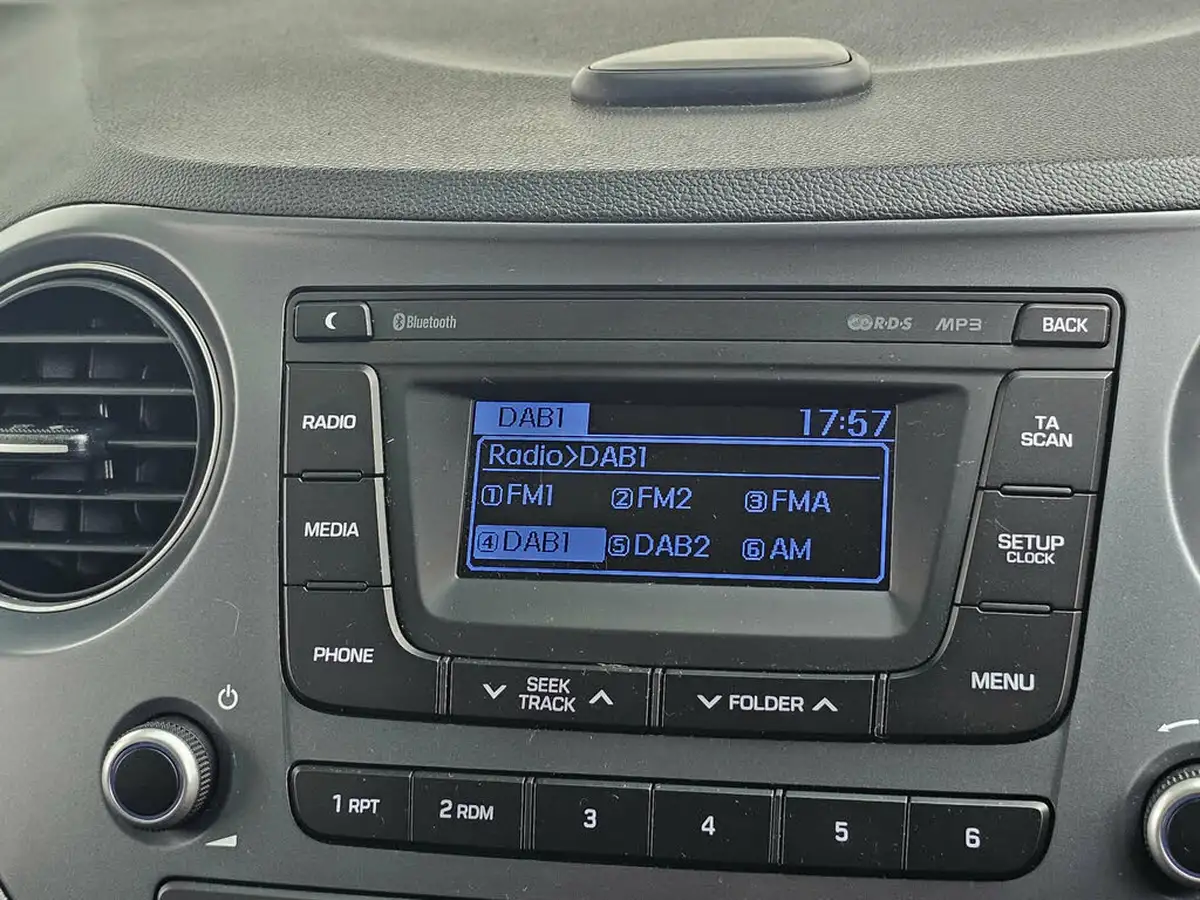 Bluetooth
R·D·S MP3
BACK
RADIO
DAB1 17:57
Radio>DAB1
1 FM1 2 FM2 3 FMA
4 DAB1 5 DAB2 6 AM
TA
SCAN
MEDIA
SETUP
CLOCK
PHONE
SEEK
TRACK
FOLDER
MENU
1 RPT 2 RDM 3 4 5 6